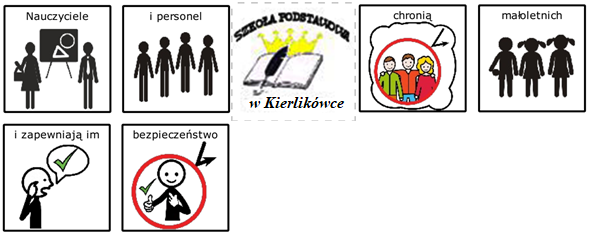 Nauczyciele
i personel
SZKOŁA PODSTAWOWA
w Kierlikówce
chronią
małoletnich
i zapewniają im
bezpieczeństwo